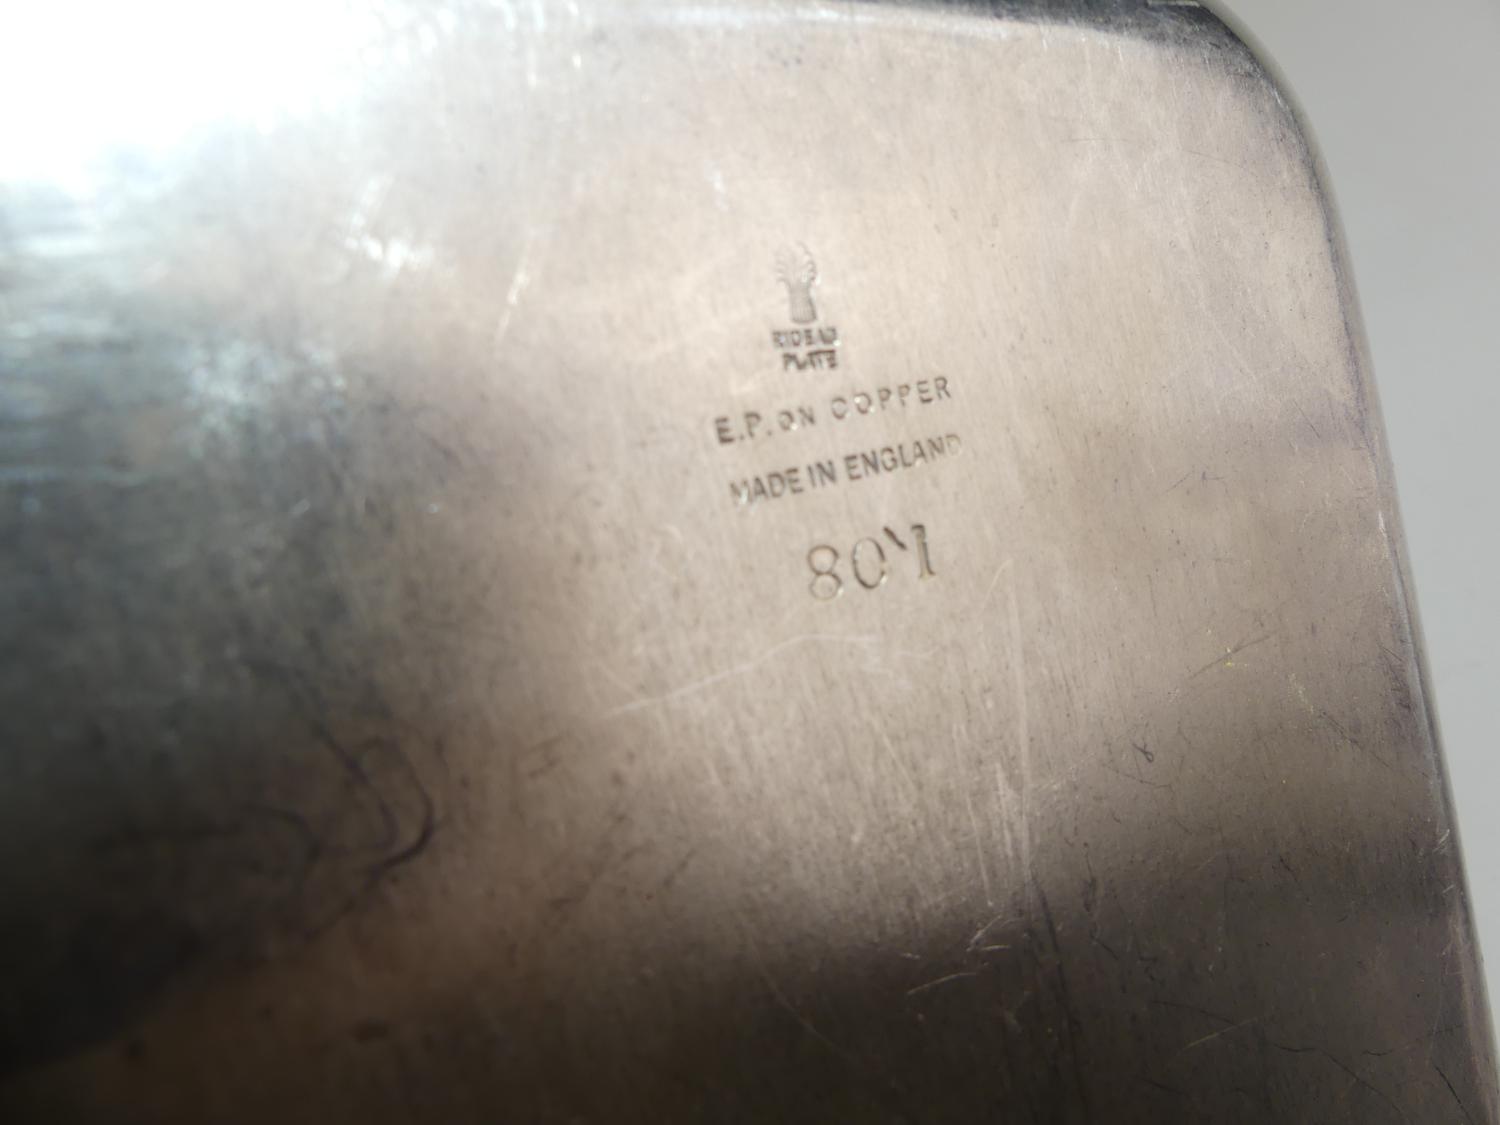 RIDEAU
PLATE
E.P. ON COPPER
MADE IN ENGLAND
801